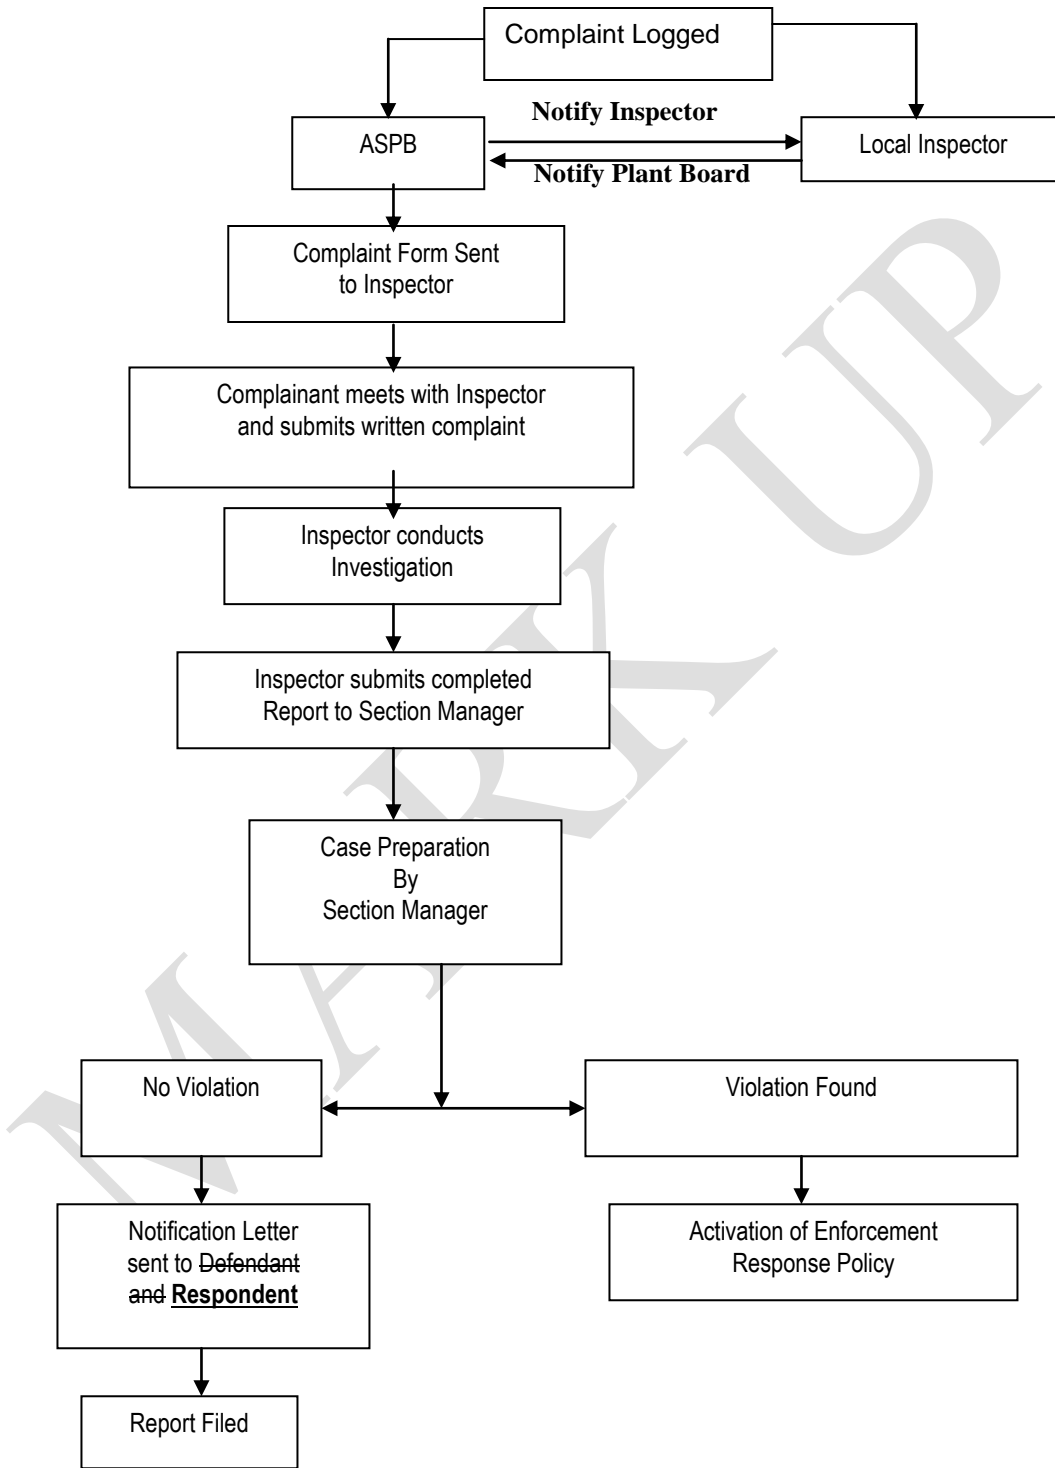 Complaint Logged
Notify Inspector
ASPB
Local Inspector
Notify Plant Board
Complaint Form Sent
to Inspector
Complainant meets with Inspector
and submits written complaint
Inspector conducts
Investigation
Inspector submits completed
Report to Section Manager
Case Preparation
By
Section Manager
No Violation
Violation Found
Notification Letter
sent to Defendant
and Respondent
Activation of Enforcement
Response Policy
Report Filed
MARK UP